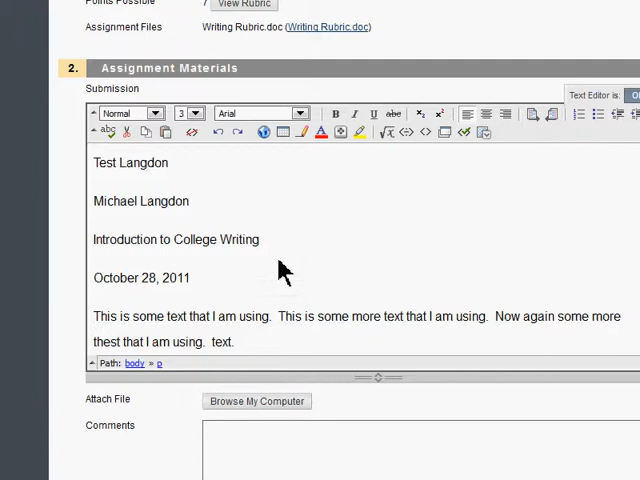 Points Possible 7 View Rubric
Assignment Files Writing Rubric.doc (Writing Rubric.doc)
2. Assignment Materials
Submission
Text Editor is:
Normal 3 Arial B I U abc
abc
Test Langdon
Michael Langdon
Introduction to College Writing
October 28, 2011
This is some text that I am using. This is some more text that I am using. Now again some more
thest that I am using. text.
Path: body » p
Attach File Browse My Computer
Comments